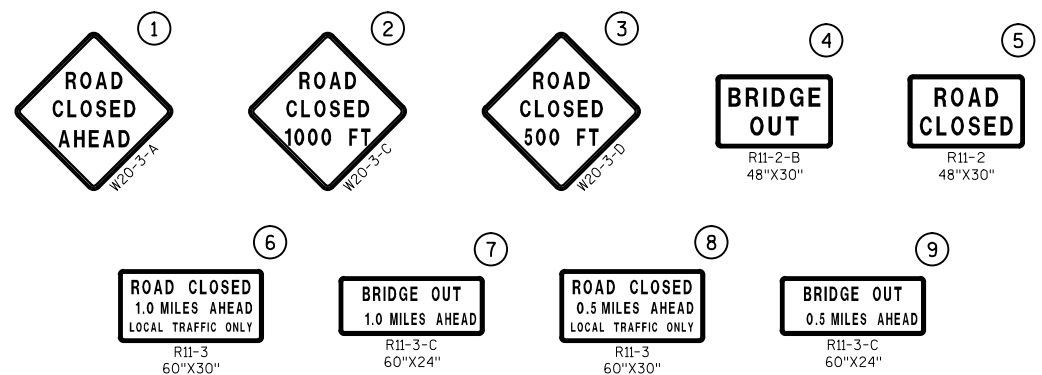 1
ROAD
CLOSED
AHEAD
W20-3-A
2
ROAD
CLOSED
1000 FT
W20-3-C
3
ROAD
CLOSED
500 FT
W20-3-D
4
BRIDGE
OUT
R11-2-B
48"X30"
5
ROAD
CLOSED
R11-2
48"X30"
6
ROAD CLOSED
1.0 MILES AHEAD
LOCAL TRAFFIC ONLY
R11-3
60"X30"
7
BRIDGE OUT
1.0 MILES AHEAD
R11-3-C
60"X24"
8
ROAD CLOSED
0.5 MILES AHEAD
LOCAL TRAFFIC ONLY
R11-3
60"X30"
9
BRIDGE OUT
0.5 MILES AHEAD
R11-3-C
60"X24"